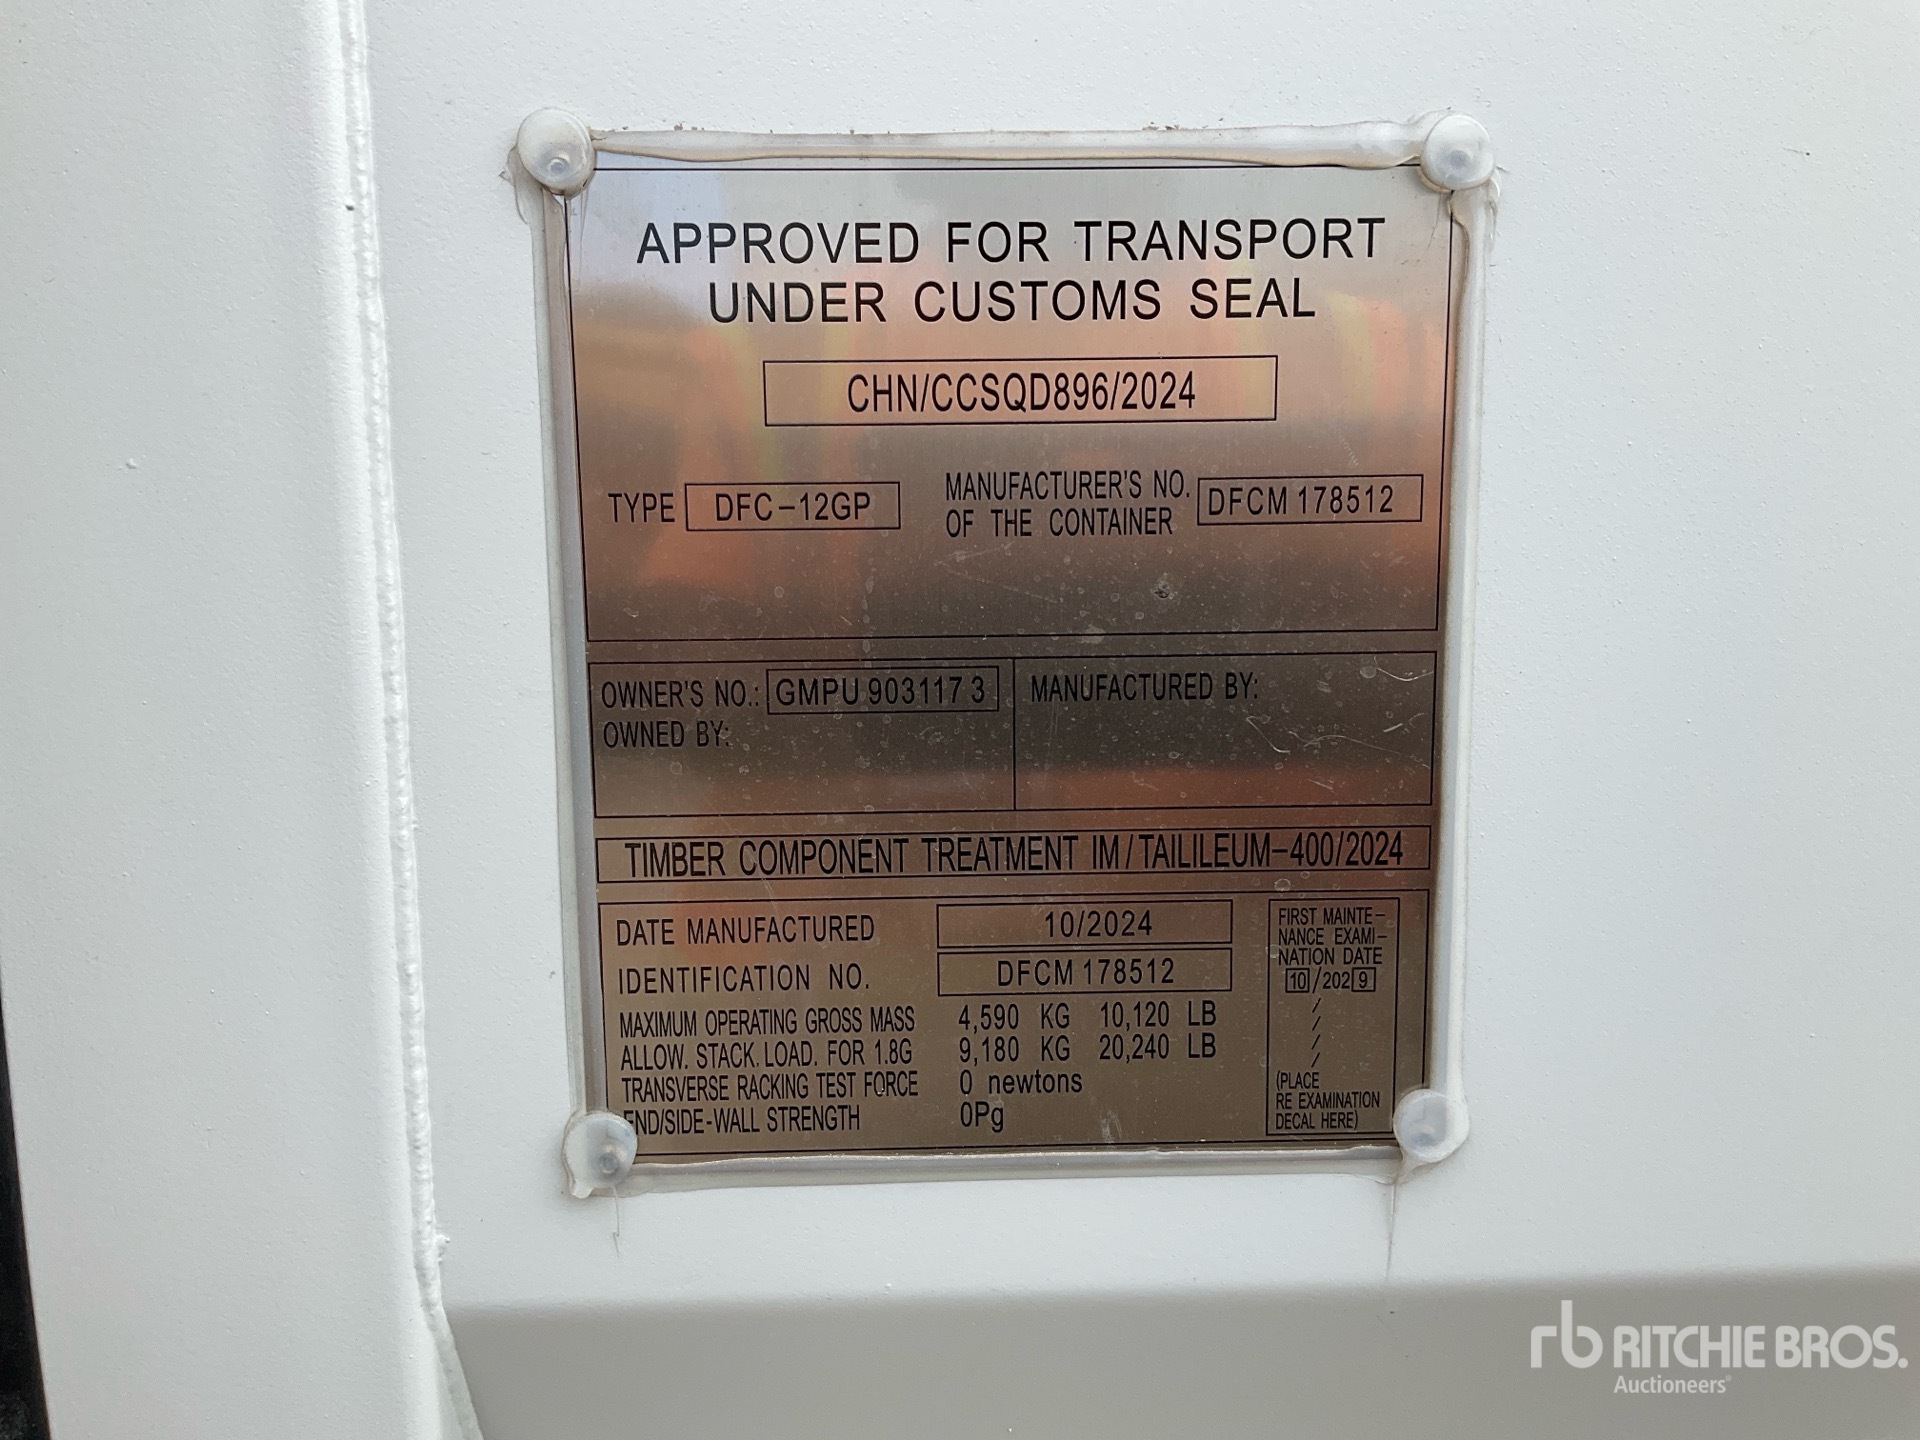 APPROVED FOR TRANSPORT
UNDER CUSTOMS SEAL
CHN/CCSQD896/2024
TYPE DFC-12GP
MANUFACTURER'S NO.
OF THE CONTAINER
DFCM 178512
OWNER'S NO.: GMPU 903117 3
OWNED BY:
MANUFACTURED BY:
TIMBER COMPONENT TREATMENT IM/TAILILEUM-400/2024
DATE MANUFACTURED 10/2024
IDENTIFICATION NO. DFCM 178512
MAXIMUM OPERATING GROSS MASS 4,590 KG 10,120 LB
ALLOW. STACK. LOAD. FOR 1.8G 9,180 KG 20,240 LB
TRANSVERSE RACKING TEST FORCE 0 newtons
END/SIDE-WALL STRENGTH 0Pg
FIRST MAINTE-
NANCE EXAMI-
NATION DATE
10/2029
/
/
/
/
(PLACE
RE EXAMINATION
DECAL HERE)
rb RITCHIE BROS.
Auctioneers